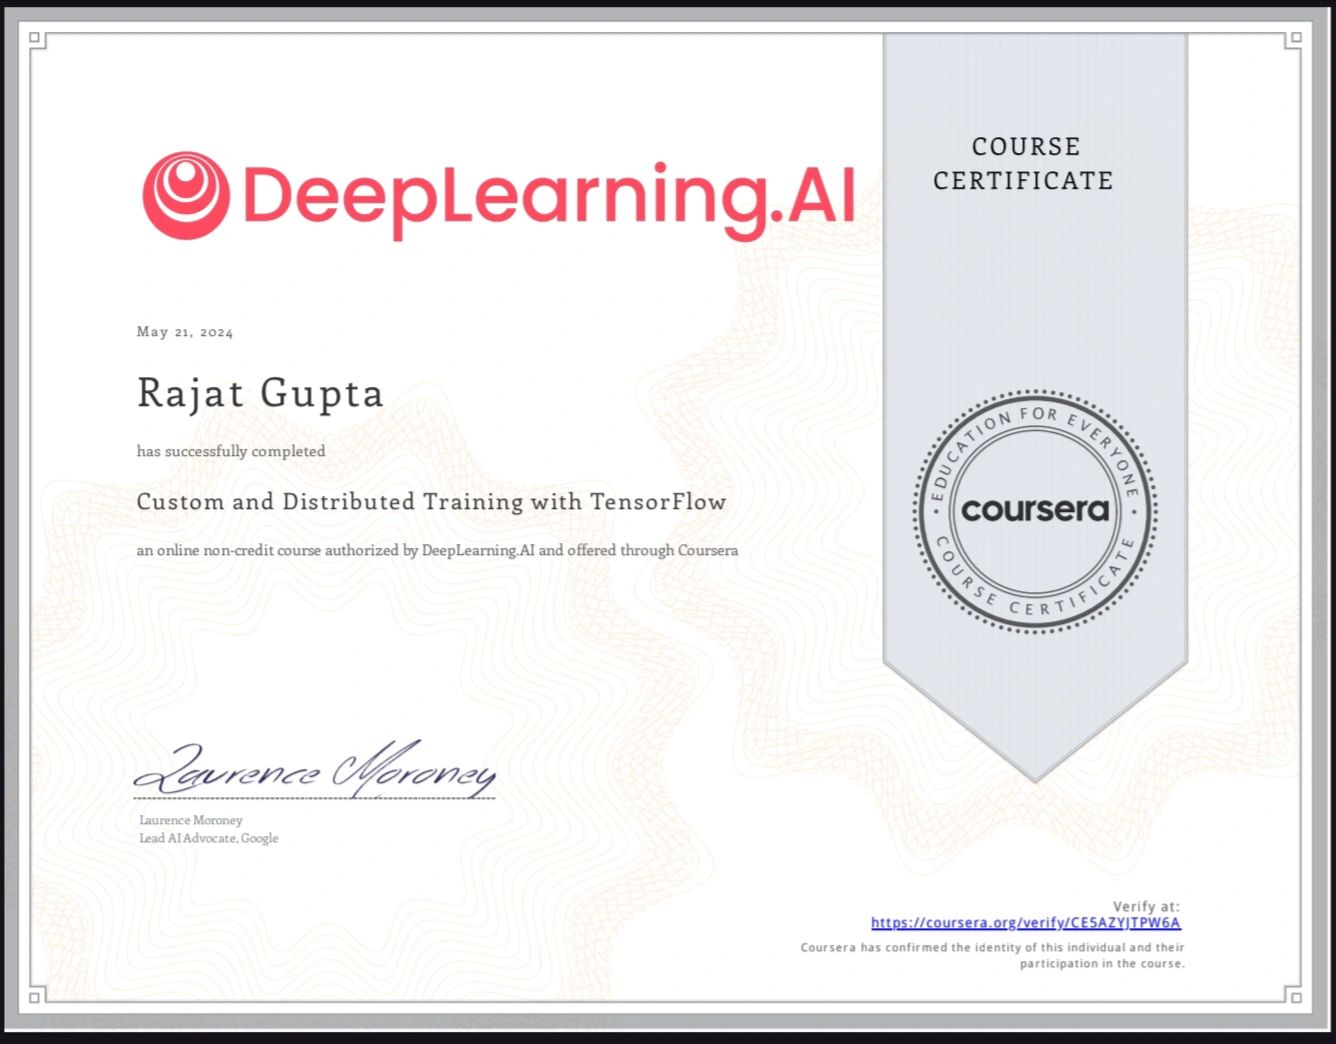 DeepLearning.AI
COURSE
CERTIFICATE
May 21, 2024
Rajat Gupta
has successfully completed
Custom and Distributed Training with TensorFlow
an online non-credit course authorized by DeepLearning.AI and offered through Coursera
EDUCATION FOR EVERYONE
coursera
COURSE CERTIFICATE
Laurence Moroney
Laurence Moroney
Lead AI Advocate, Google
Verify at:
https://coursera.org/verify/CE5AZYJTPW6A
Coursera has confirmed the identity of this individual and their
participation in the course.